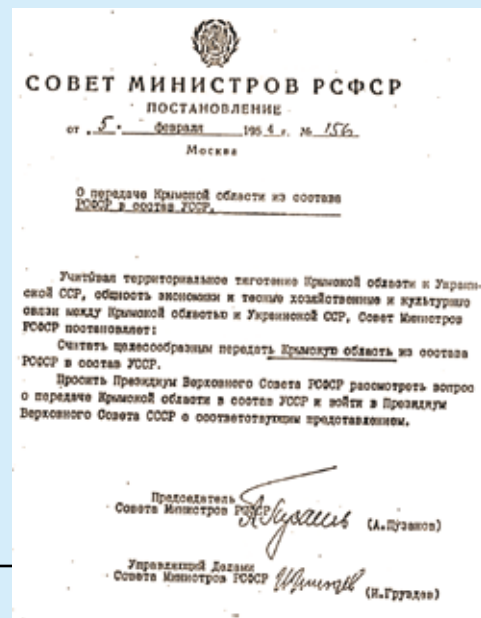 СОВЕТ МИНИСТРОВ РСФСР
ПОСТАНОВЛЕНИЕ
от 5. февраля 1954 г. № 156
Москва
О передаче Крымской области из состава
РСФСР в состав УССР.
Учитывая территориальное тяготение Крымской области к Украин-
ской ССР, общность экономики и тесные хозяйственные и культурные
связи между Крымской областью и Украинской ССР, Совет Министров
РСФСР постановляет:
Считать целесообразным передать Крымскую область из состава
РСФСР в состав УССР.
Просить Президиум Верховного Совета РСФСР рассмотреть вопрос
о передаче Крымской области в состав УССР и войти в Президиум
Верховного Совета СССР с соответствующим представлением.
Председатель
Совета Министров РСФСР А.Пузанов (А.Пузанов)
Управляющий Делами
Совета Министров РСФСР (И.Груздев)